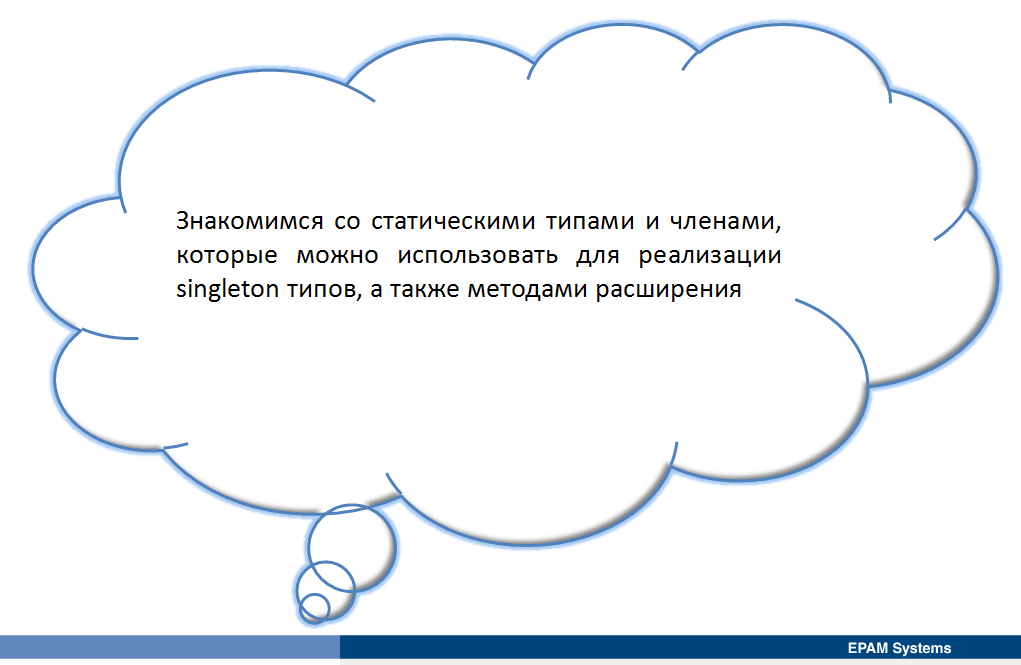 Знакомимся со статическими типами и членами,
которые можно использовать для реализации
singleton типов, а также методами расширения
EPAM Systems